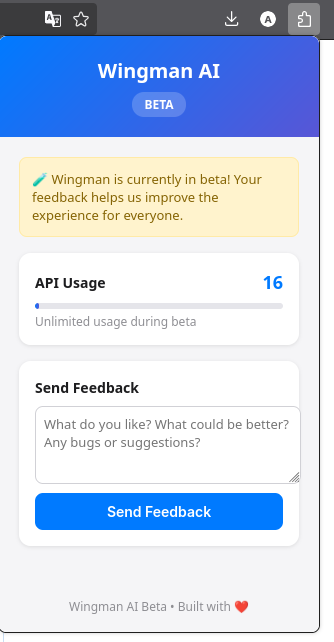 A
Wingman AI
BETA
🧪 Wingman is currently in beta! Your
feedback helps us improve the
experience for everyone.
API Usage
16
Unlimited usage during beta
Send Feedback
What do you like? What could be better?
Any bugs or suggestions?
Send Feedback
Wingman AI Beta • Built with ❤️